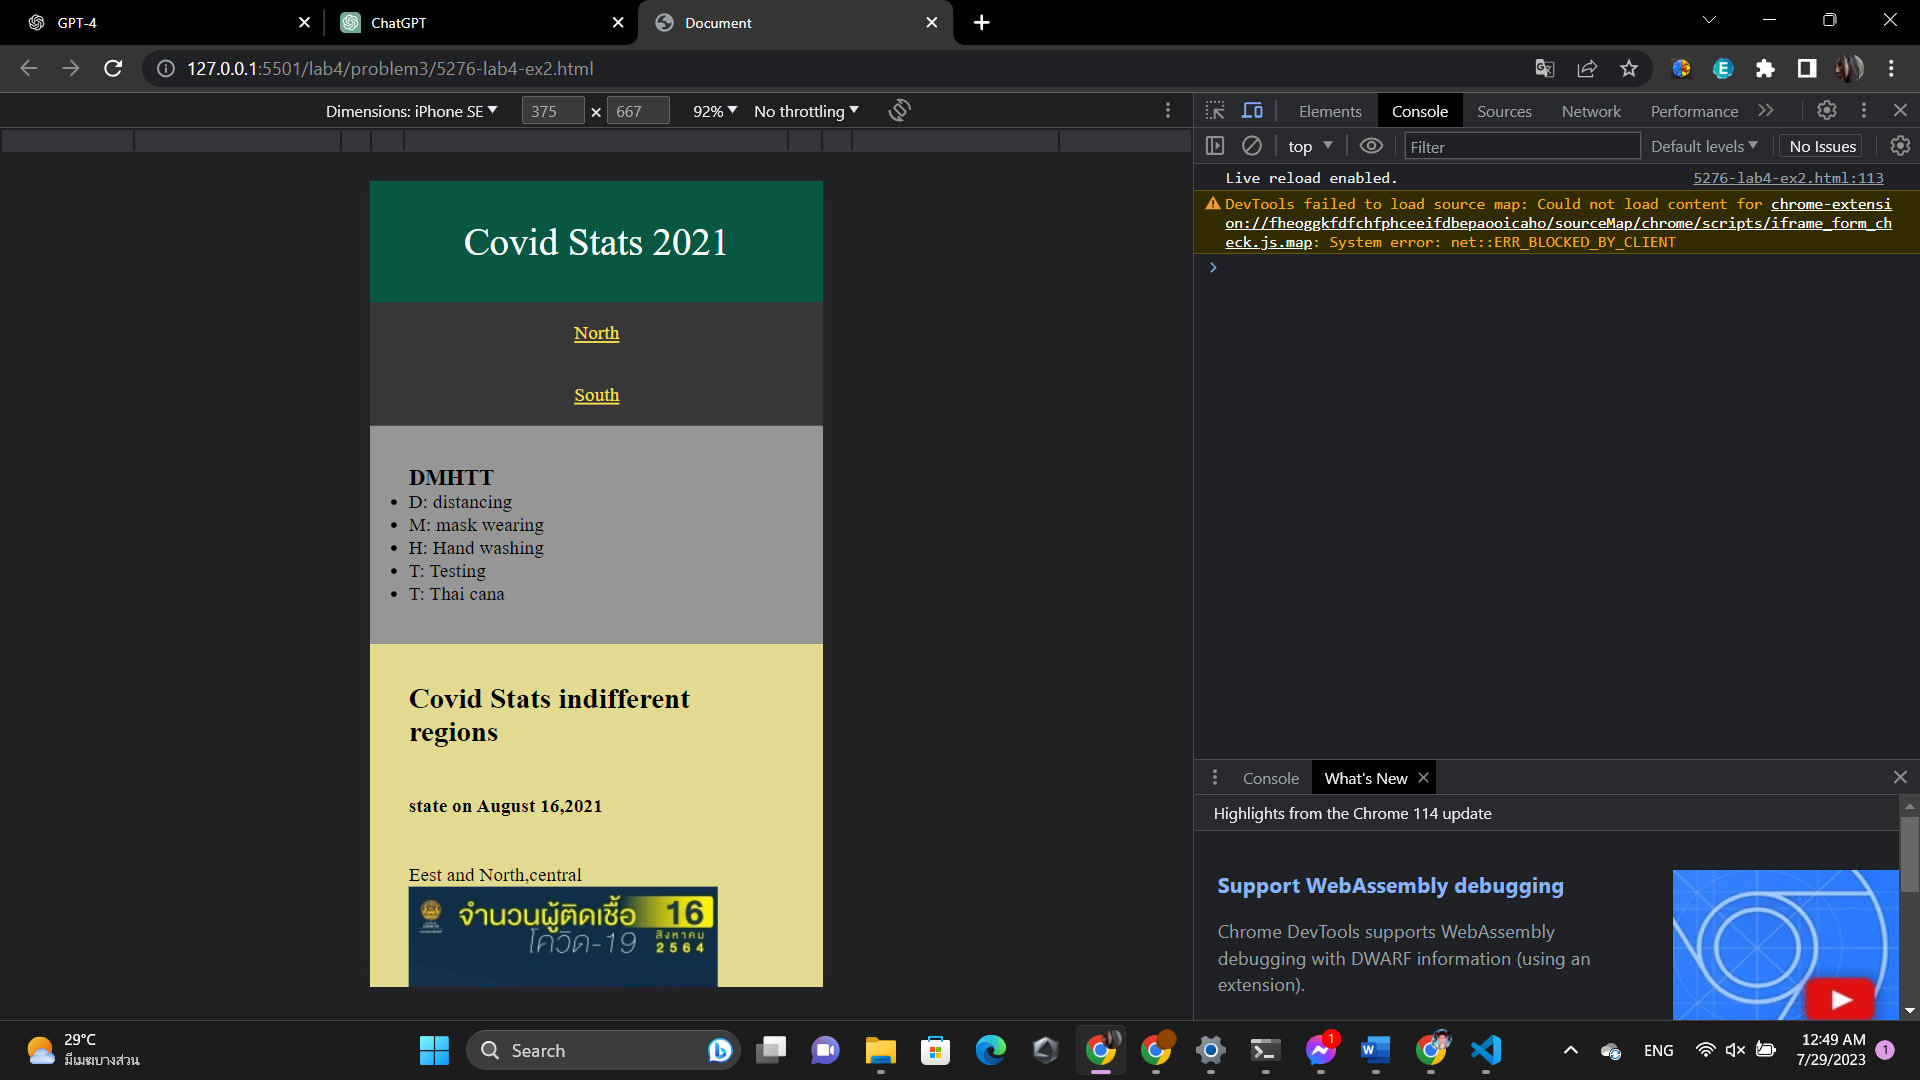 GPT-4
ChatGPT
Document
127.0.0.1:5501/lab4/problem3/5276-lab4-ex2.html
Dimensions: iPhone SE
375
×
667
92%
No throttling
Elements
Console
Sources
Network
Performance
top
Filter
Default levels
No Issues
Live reload enabled.
5276-lab4-ex2.html:113
DevTools failed to load source map: Could not load content for chrome-extensi
on://fheoggkfdfchfphceeifdbepaooicaho/sourceMap/chrome/scripts/iframe_form_ch
eck.js.map: System error: net::ERR_BLOCKED_BY_CLIENT
Covid Stats 2021
North
South
DMHTT
D: distancing
M: mask wearing
H: Hand washing
T: Testing
T: Thai cana
Covid Stats indifferent
regions
state on August 16,2021
Eest and North,central
จำนวนผู้ติดเชื้อ 16
โควิด-19 สิงหาคม
2564
Console
What's New
Highlights from the Chrome 114 update
Support WebAssembly debugging
Chrome DevTools supports WebAssembly
debugging with DWARF information (using an
extension).
29°C
มีเมฆบางส่วน
Search
1
ENG
12:49 AM
7/29/2023
1